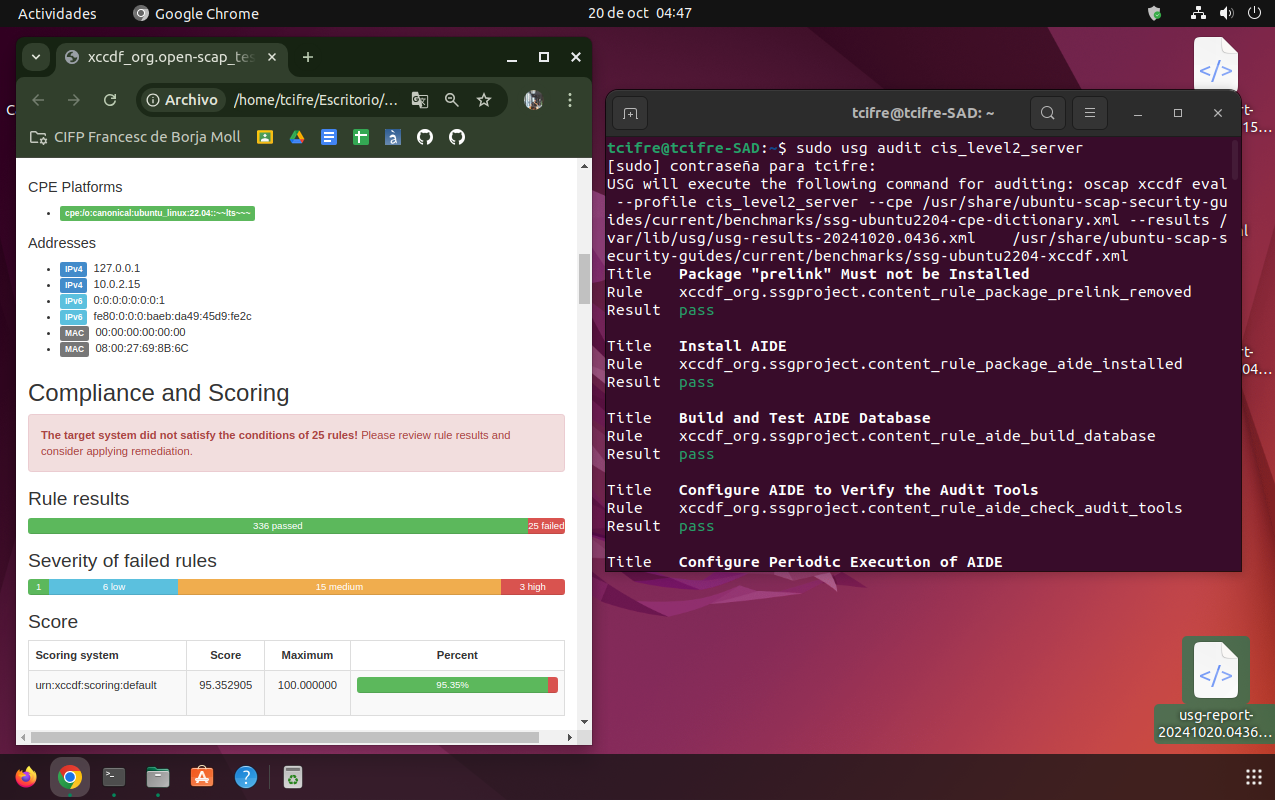 Actividades
Google Chrome
20 de oct 04:47
xccdf_org.open-scap_tes
Archivo
/home/tcifre/Escritorio/...
CIFP Francesc de Borja Moll
CPE Platforms
cpe:/o:canonical:ubuntu_linux:22.04::~~lts~~~
Addresses
IPv4 127.0.0.1
IPv4 10.0.2.15
IPv6 0:0:0:0:0:0:0:1
IPv6 fe80:0:0:0:baeb:da49:45d9:fe2c
MAC 00:00:00:00:00:00
MAC 08:00:27:69:8B:6C
Compliance and Scoring
The target system did not satisfy the conditions of 25 rules! Please review rule results and
consider applying remediation.
Rule results
336 passed 25 failed
Severity of failed rules
1 6 low 15 medium 3 high
Score
Scoring system Score Maximum Percent
urn:xccdf:scoring:default 95.352905 100.000000 95.35%
tcifre@tcifre-SAD: ~
tcifre@tcifre-SAD:~$ sudo usg audit cis_level2_server
[sudo] contraseña para tcifre:
USG will execute the following command for auditing: oscap xccdf eval
--profile cis_level2_server --cpe /usr/share/ubuntu-scap-security-gu
ides/current/benchmarks/ssg-ubuntu2204-cpe-dictionary.xml --results /
var/lib/usg/usg-results-20241020.0436.xml /usr/share/ubuntu-scap-s
ecurity-guides/current/benchmarks/ssg-ubuntu2204-xccdf.xml
Title Package "prelink" Must not be Installed
Rule xccdf_org.ssgproject.content_rule_package_prelink_removed
Result pass
Title Install AIDE
Rule xccdf_org.ssgproject.content_rule_package_aide_installed
Result pass
Title Build and Test AIDE Database
Rule xccdf_org.ssgproject.content_rule_aide_build_database
Result pass
Title Configure AIDE to Verify the Audit Tools
Rule xccdf_org.ssgproject.content_rule_aide_check_audit_tools
Result pass
Title Configure Periodic Execution of AIDE
usg-report-
20241020.0436...